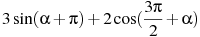 3 sin(α + π) + 2 cos(3π/2 + α)